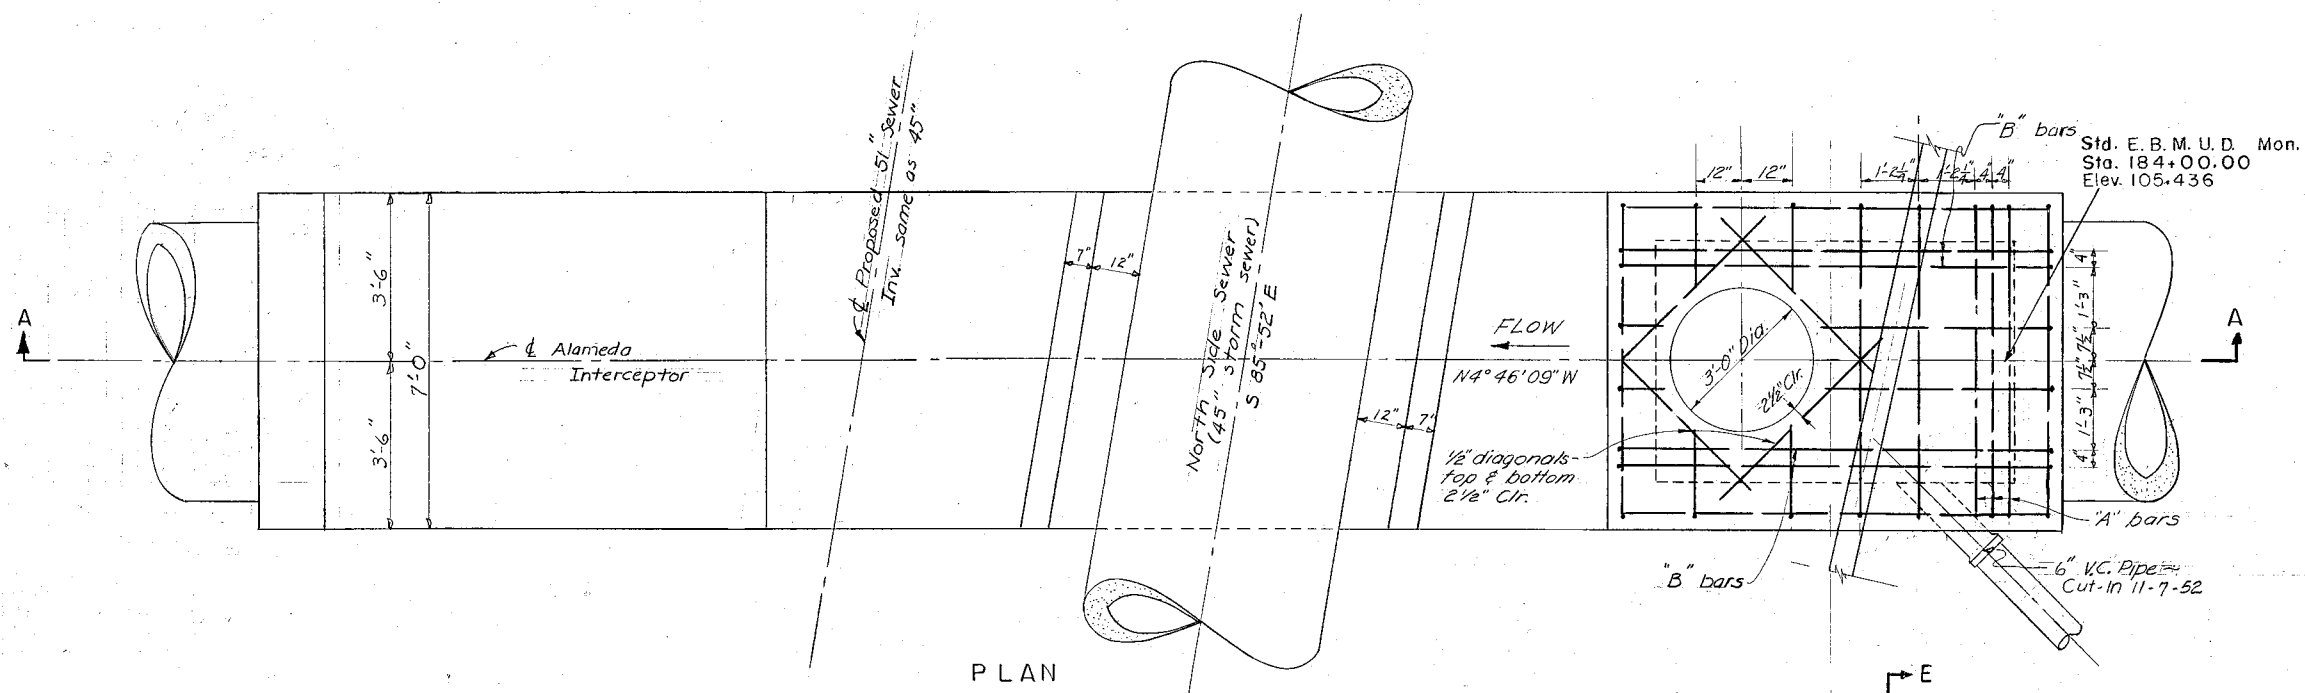 "B" bars
Std. E. B. M. U. D. Mon.
Sta. 184+00.00
Elev. 105.436
12"
12"
1'-2¼"
1'-2¼"
4"
4"
℄ Proposed 51" Sewer
Inv. same as 45"
North Side Sewer
(45" storm sewer)
S 85°-52' E
7"
12"
3'-6"
3'-6"
7'-0"
A
A
℄ Alameda
Interceptor
FLOW
N4°46'09"W
3'-0" Dia.
2½" Clr.
4"
1'-3"
7½"
7½"
1'-3"
4"
12"
7"
½" diagonals-
top & bottom
2½" Clr.
"B" bars
"A" bars
6" V.C. Pipe
Cut-In 11-7-52
PLAN
E